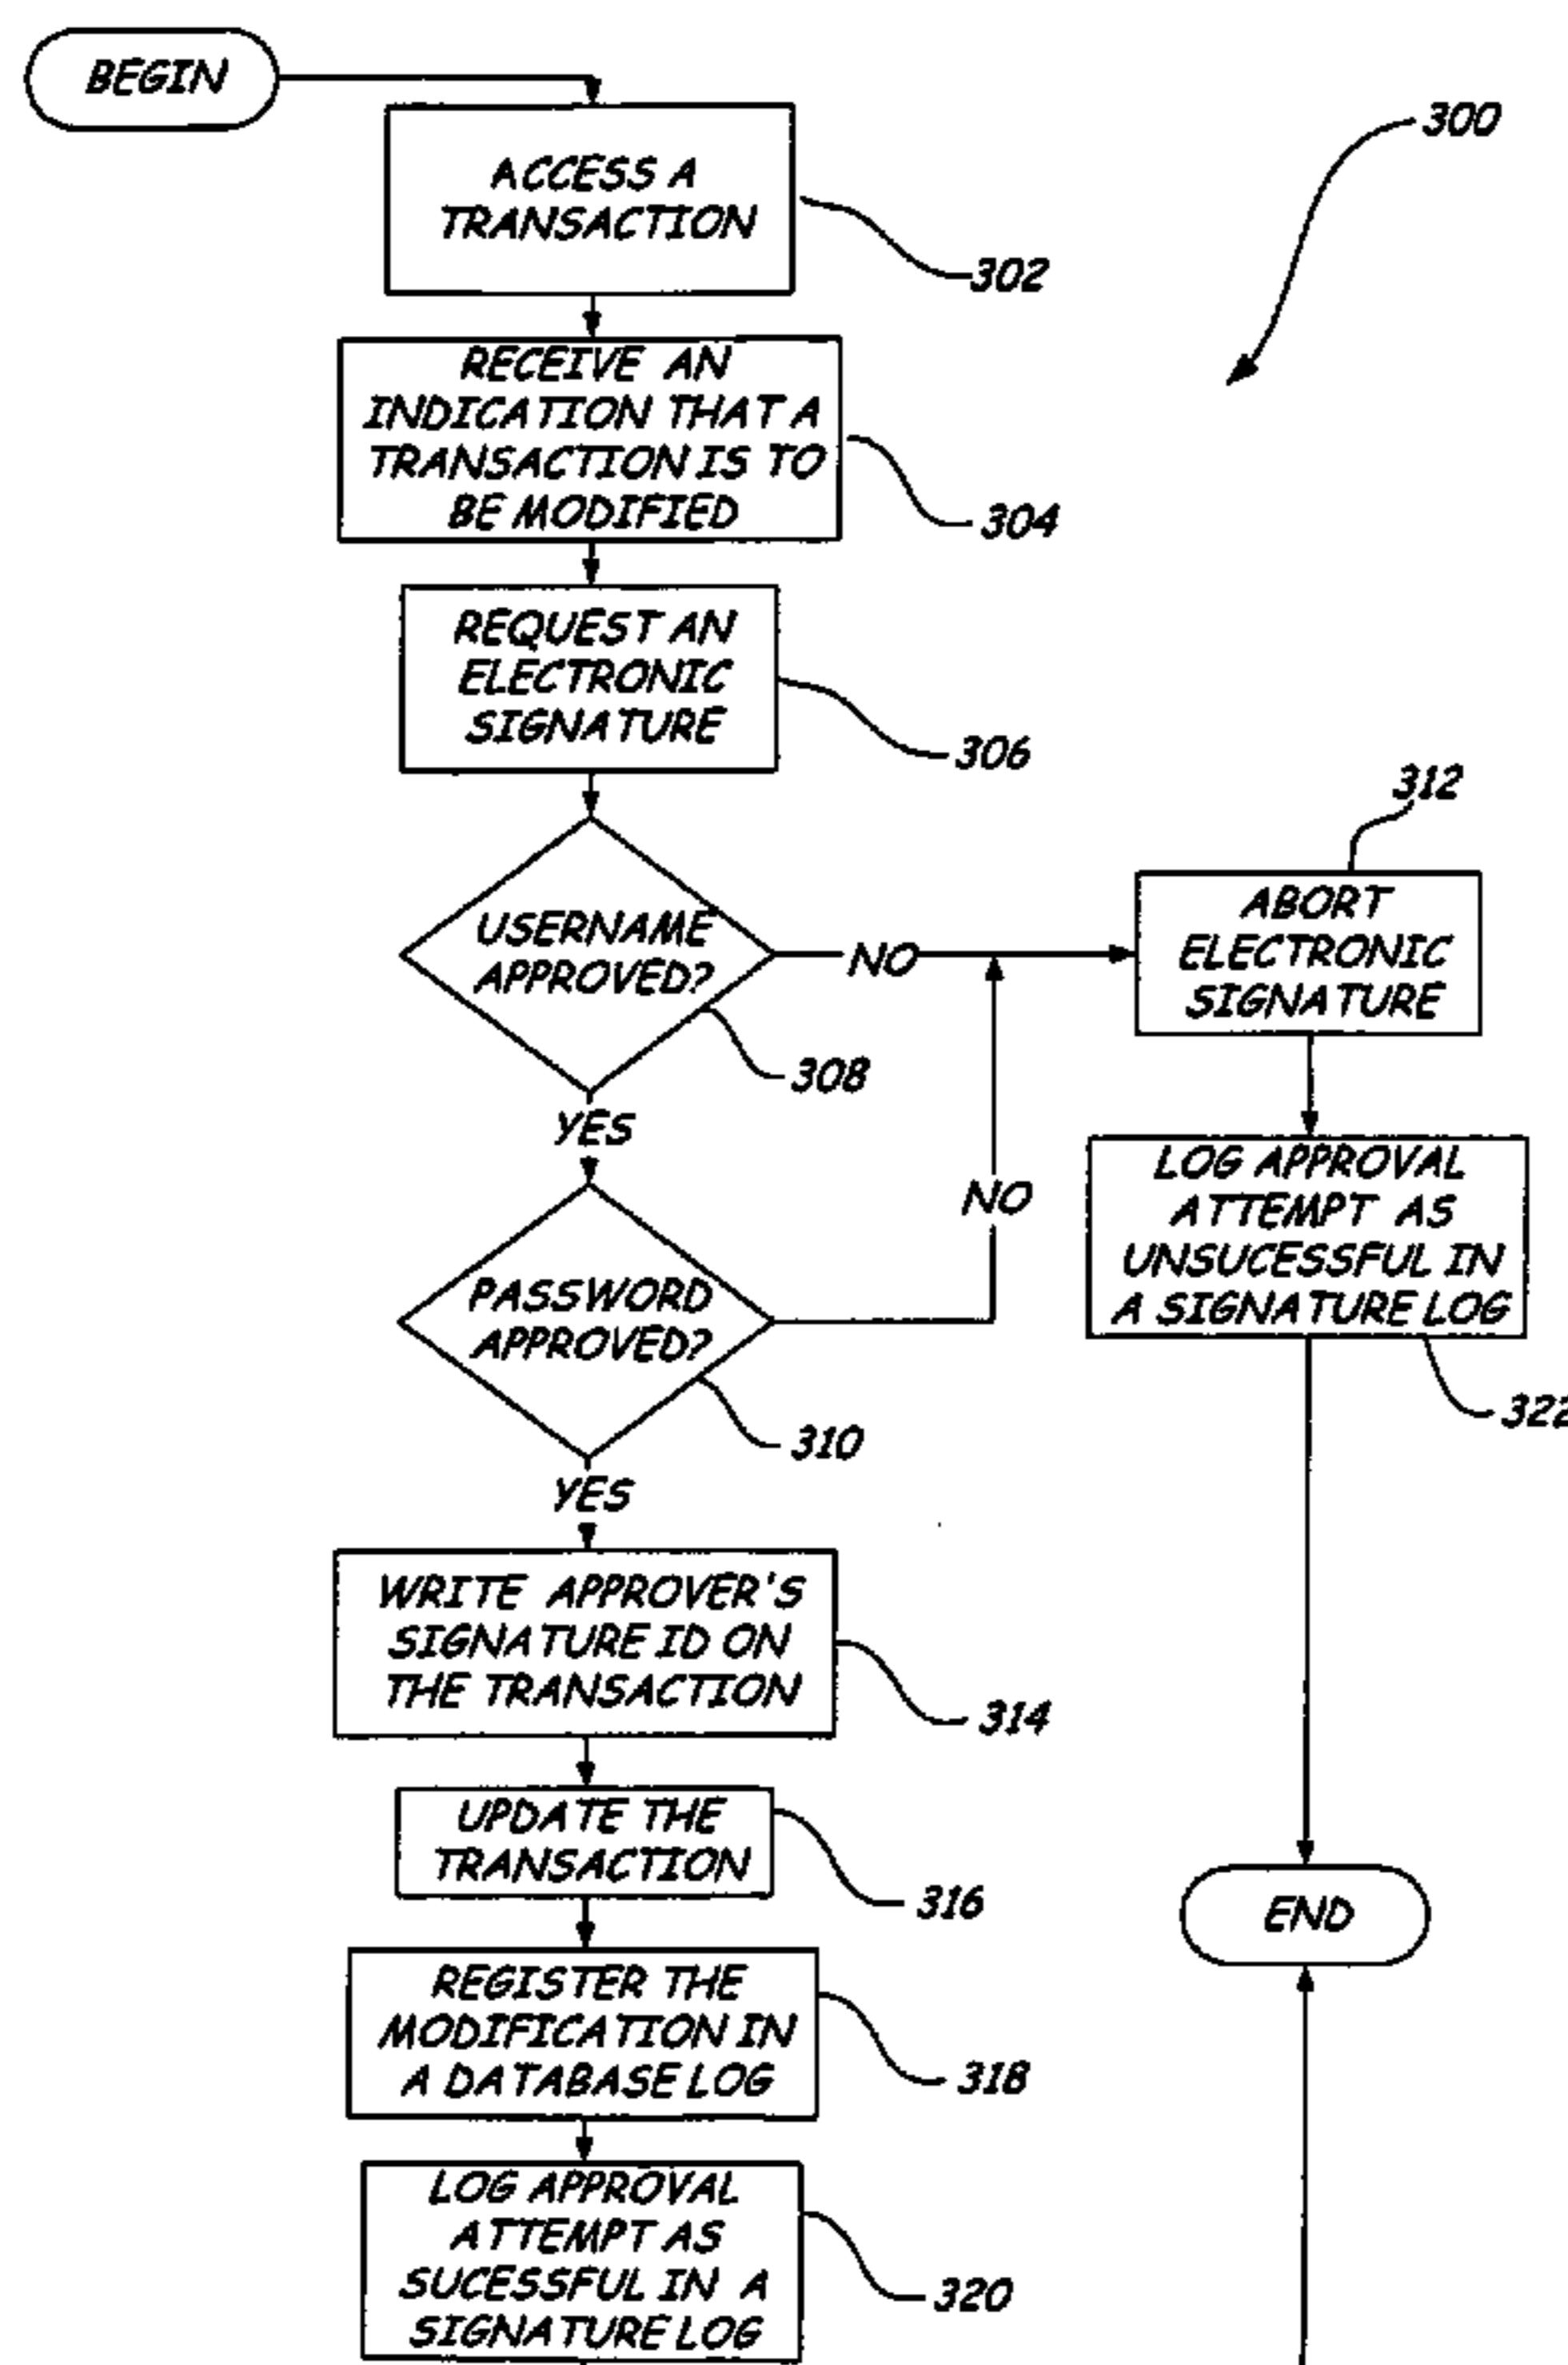 BEGIN
300
ACCESS A
TRANSACTION
302
RECEIVE AN
INDICATION THAT A
TRANSACTION IS TO
BE MODIFIED
304
REQUEST AN
ELECTRONIC
SIGNATURE
306
USERNAME
APPROVED?
308
NO
312
ABORT
ELECTRONIC
SIGNATURE
YES
NO
LOG APPROVAL
ATTEMPT AS
UNSUCESSFUL IN
A SIGNATURE LOG
322
PASSWORD
APPROVED?
310
YES
WRITE APPROVER'S
SIGNATURE ID ON
THE TRANSACTION
314
UPDATE THE
TRANSACTION
316
END
REGISTER THE
MODIFICATION IN
A DATABASE LOG
318
LOG APPROVAL
ATTEMPT AS
SUCESSFUL IN A
SIGNATURE LOG
320